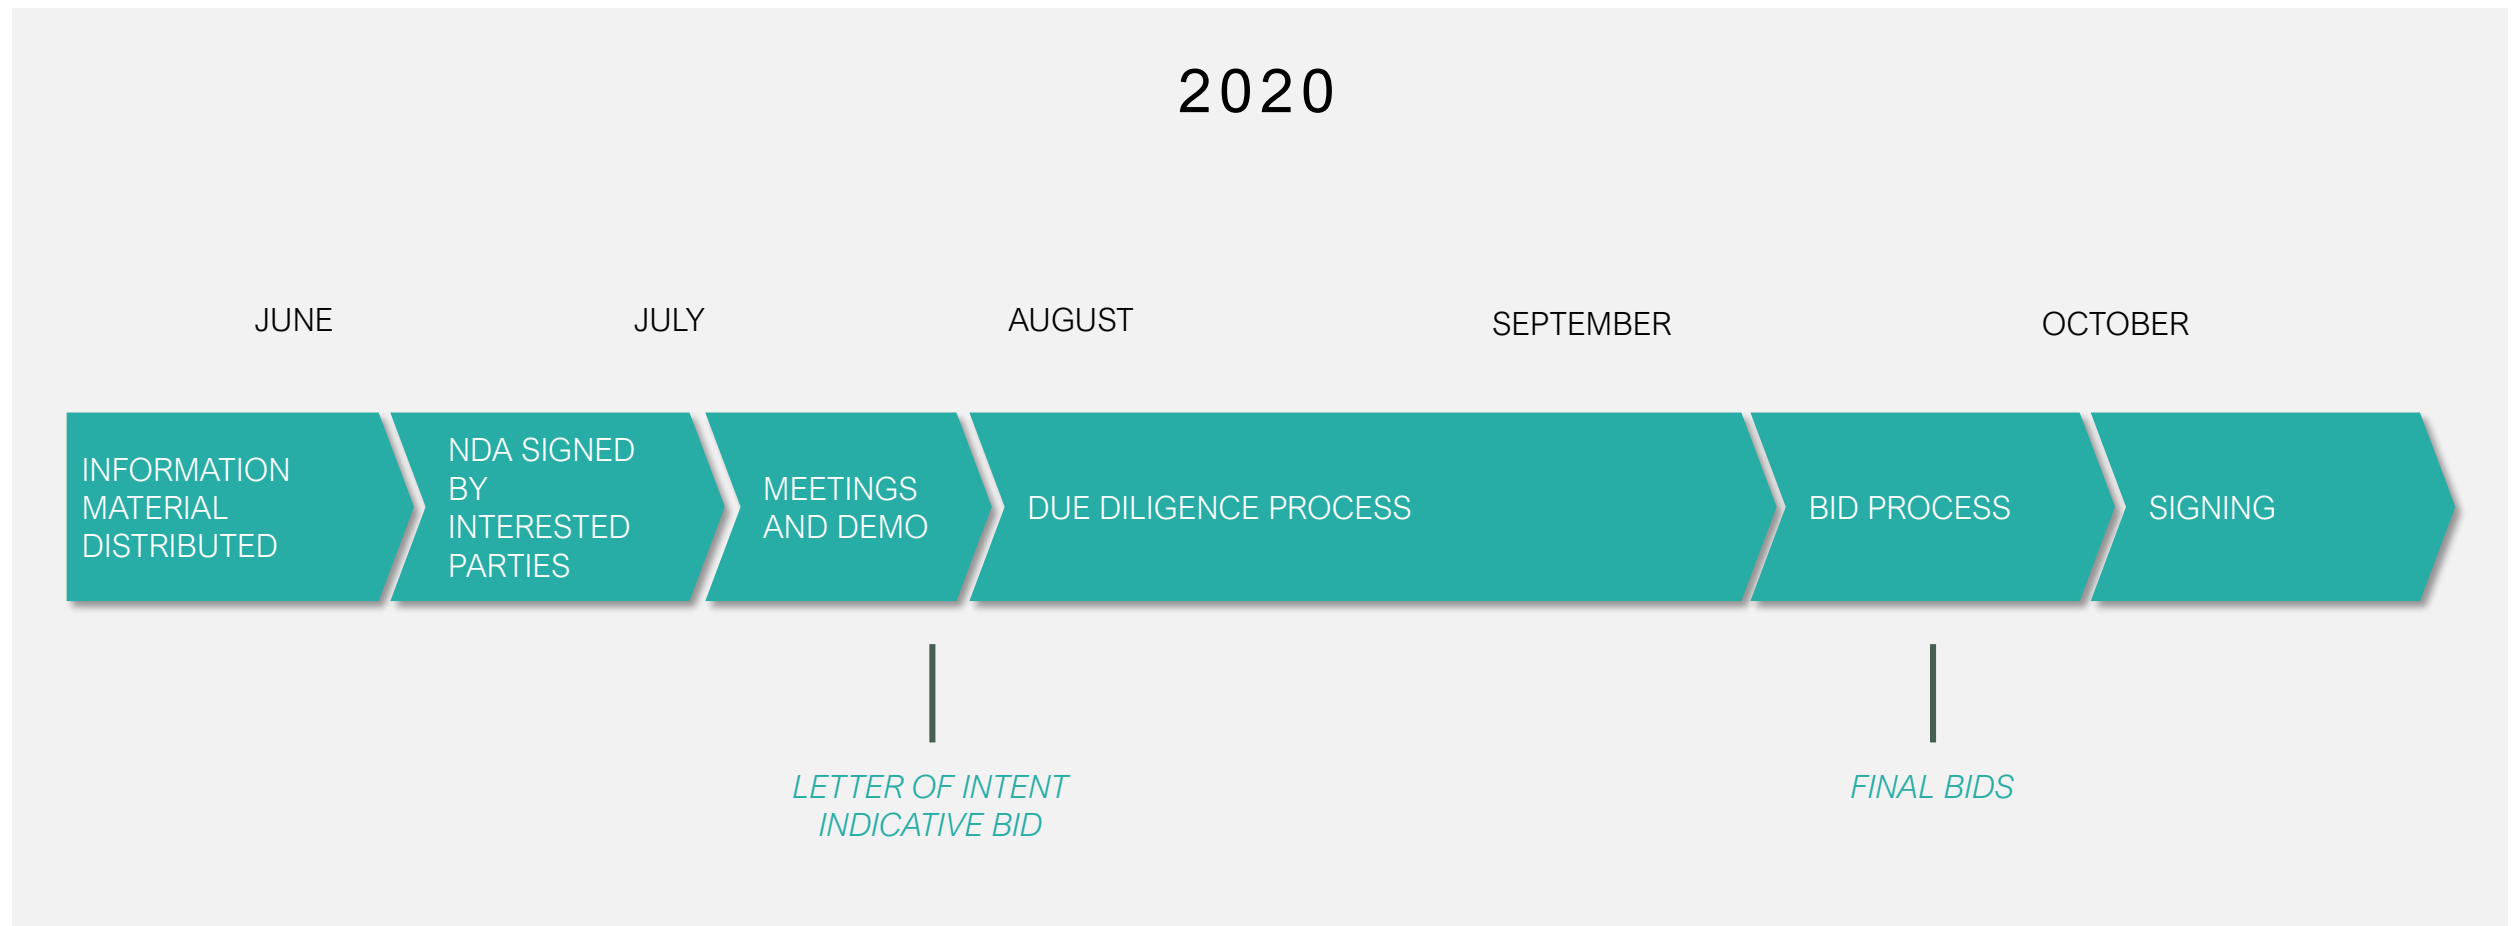 2020
JUNE
JULY
AUGUST
SEPTEMBER
OCTOBER
INFORMATION
MATERIAL
DISTRIBUTED
NDA SIGNED
BY
INTERESTED
PARTIES
MEETINGS
AND DEMO
DUE DILIGENCE PROCESS
BID PROCESS
SIGNING
LETTER OF INTENT
INDICATIVE BID
FINAL BIDS